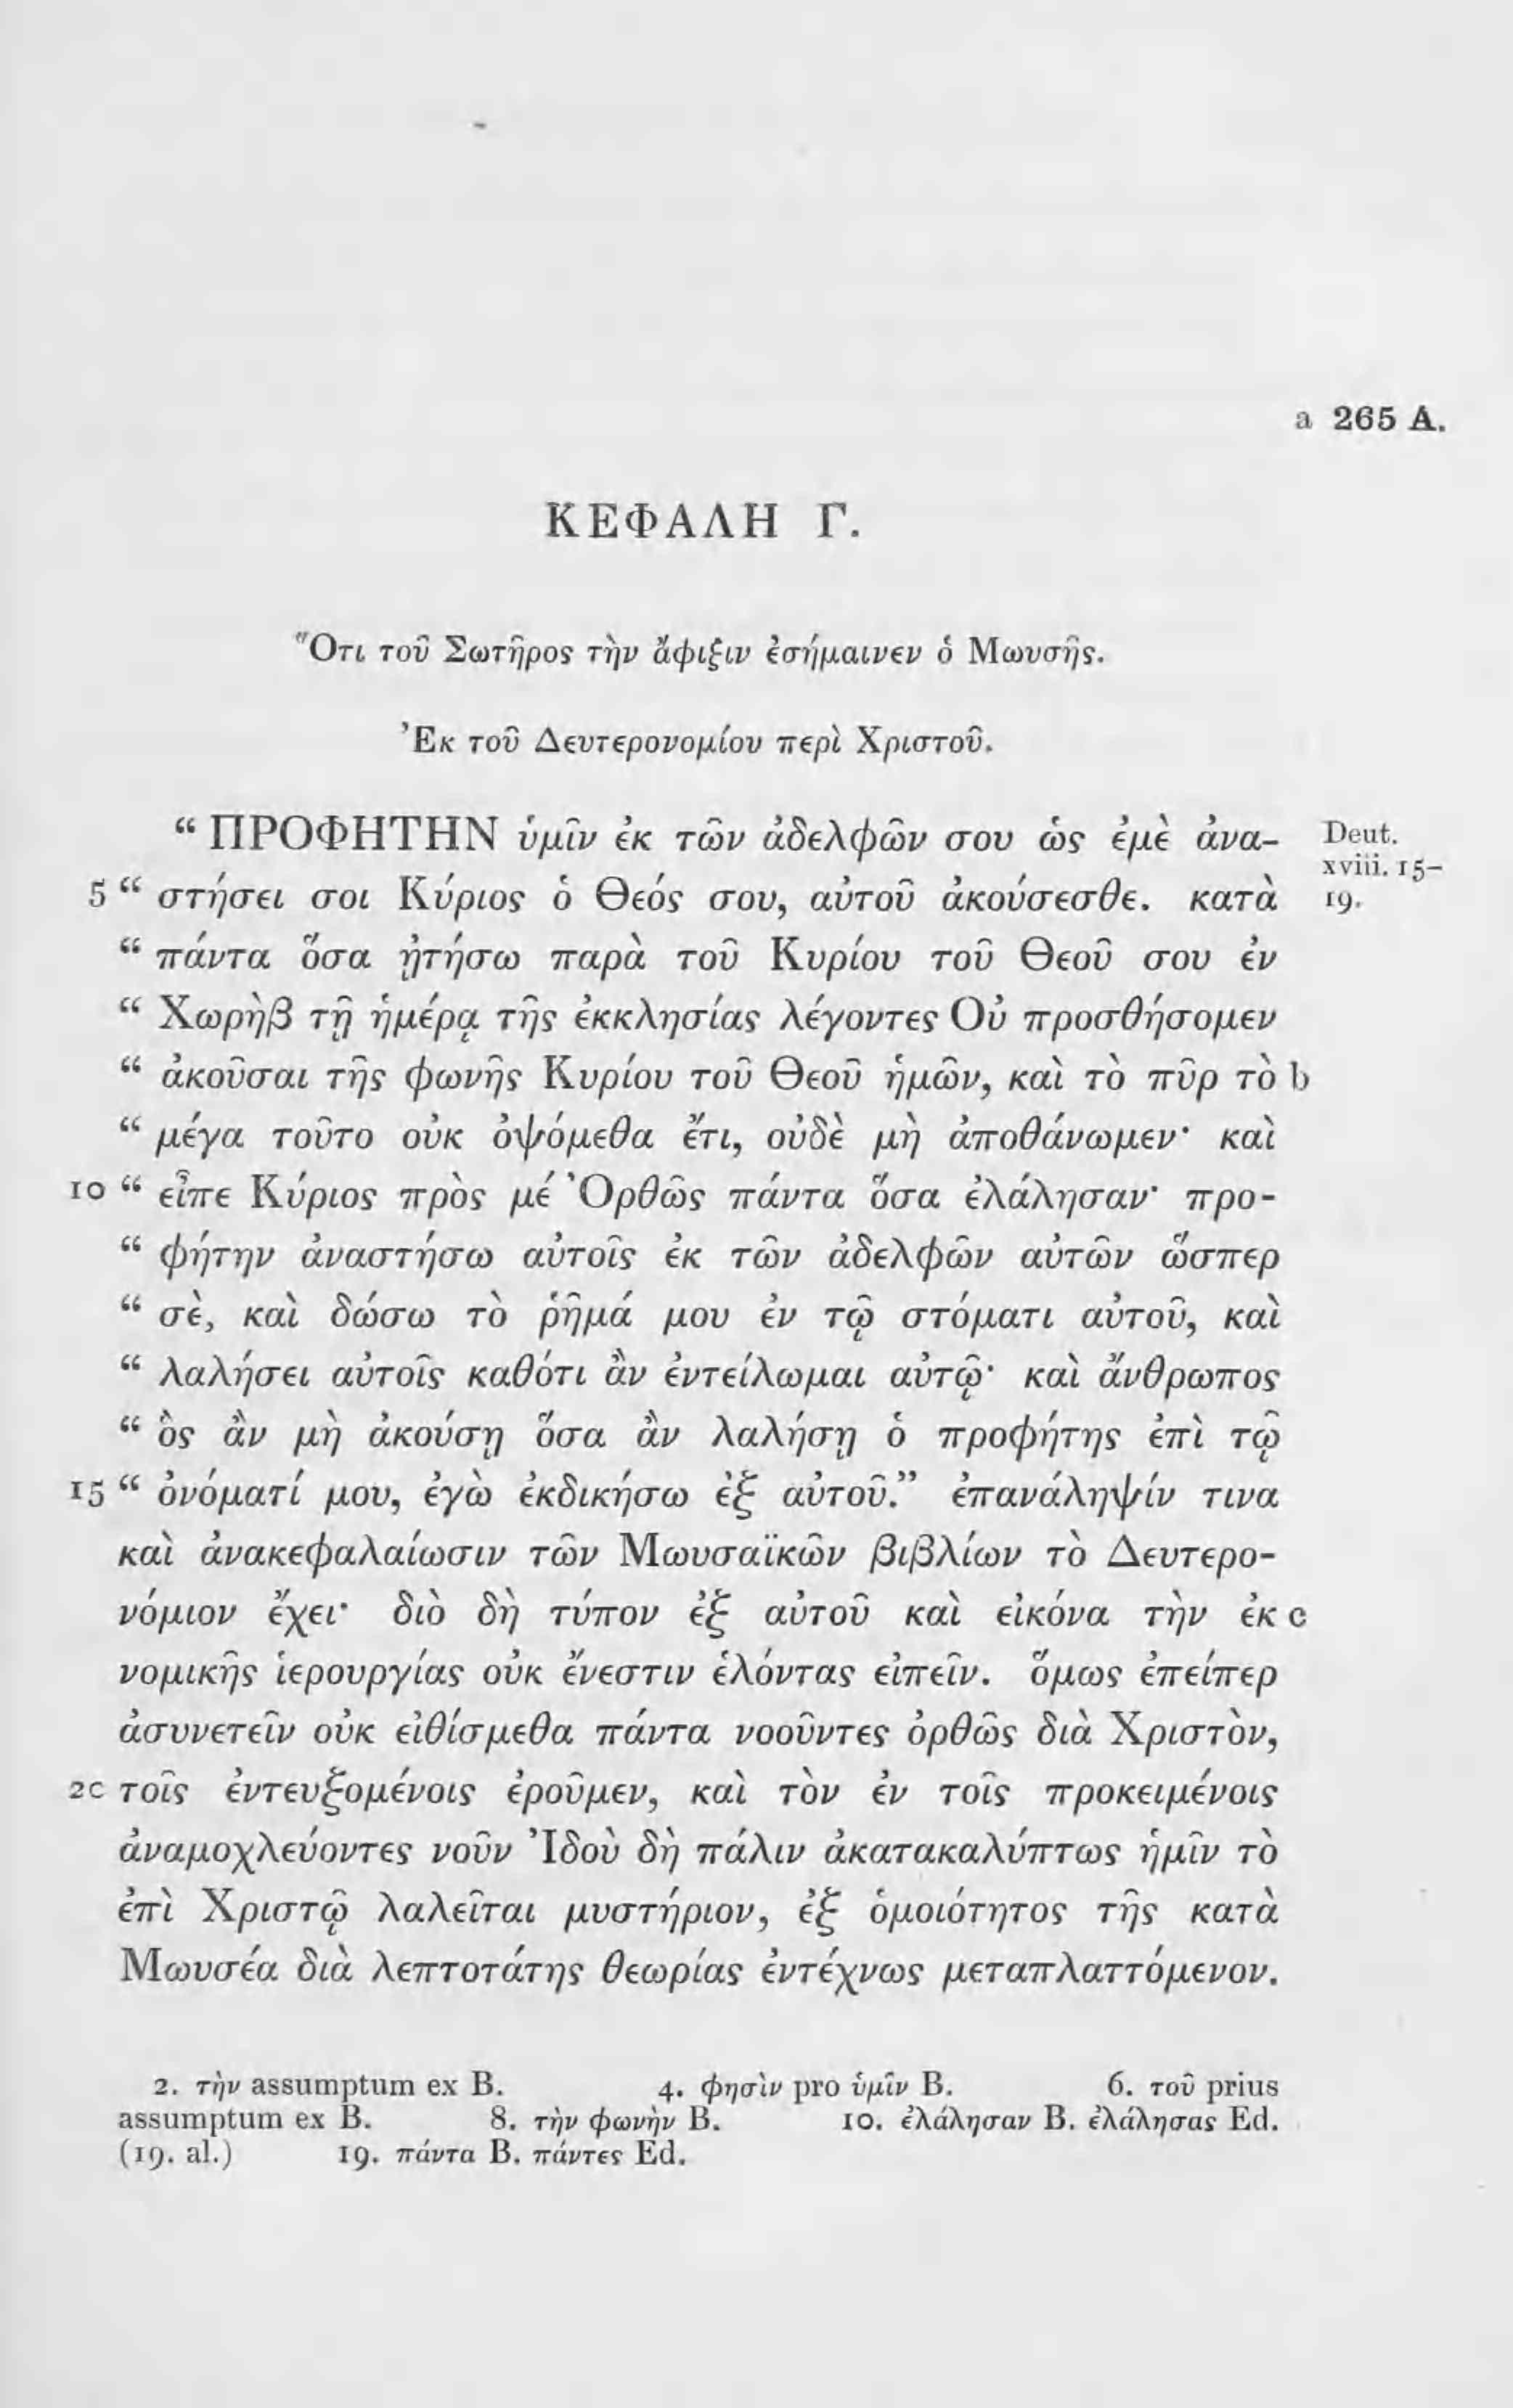 a 265 A.
ΚΕΦΑΛΗ Γ.
Ὅτι τοῦ Σωτῆρος τὴν ἄφιξιν ἐσήμαινεν ὁ Μωυσῆς.
Ἐκ τοῦ Δευτερονομίου περὶ Χριστοῦ.
“ ΠΡΟΦΗΤΗΝ ὑμῖν ἐκ τῶν ἀδελφῶν σου ὡς ἐμὲ ἀνα- Deut. xviii. 15-
5 “ στήσει σοι Κύριος ὁ Θεός σου, αὐτοῦ ἀκούσεσθε. κατὰ 19.
“ πάντα ὅσα ᾐτήσω παρὰ τοῦ Κυρίου τοῦ Θεοῦ σου ἐν
“ Χωρὴβ τῇ ἡμέρᾳ τῆς ἐκκλησίας λέγοντες Οὐ προσθήσομεν
“ ἀκοῦσαι τῆς φωνῆς Κυρίου τοῦ Θεοῦ ἡμῶν, καὶ τὸ πῦρ τὸ b
“ μέγα τοῦτο οὐκ ὀψόμεθα ἔτι, οὐδὲ μὴ ἀποθάνωμεν· καὶ
10 “ εἶπε Κύριος πρὸς μέ Ὀρθῶς πάντα ὅσα ἐλάλησαν· προ-
“ φήτην ἀναστήσω αὐτοῖς ἐκ τῶν ἀδελφῶν αὐτῶν ὥσπερ
“ σὲ, καὶ δώσω τὸ ῥῆμά μου ἐν τῷ στόματι αὐτοῦ, καὶ
“ λαλήσει αὐτοῖς καθότι ἂν ἐντείλωμαι αὐτῷ· καὶ ἄνθρωπος
“ ὃς ἂν μὴ ἀκούσῃ ὅσα ἂν λαλήσῃ ὁ προφήτης ἐπὶ τῷ
15 “ ὀνόματί μου, ἐγὼ ἐκδικήσω ἐξ αὐτοῦ.” ἐπανάληψίν τινα
καὶ ἀνακεφαλαίωσιν τῶν Μωυσαϊκῶν βιβλίων τὸ Δευτερο-
νόμιον ἔχει· διὸ δὴ τύπον ἐξ αὐτοῦ καὶ εἰκόνα τὴν ἐκ c
νομικῆς ἱερουργίας οὐκ ἔνεστιν ἑλόντας εἰπεῖν. ὅμως ἐπείπερ
ἀσυνετεῖν οὐκ εἰθίσμεθα πάντα νοοῦντες ὀρθῶς διὰ Χριστὸν,
20 τοῖς ἐντευξομένοις ἐροῦμεν, καὶ τὸν ἐν τοῖς προκειμένοις
ἀναμοχλεύοντες νοῦν Ἰδοὺ δὴ πάλιν ἀκατακαλύπτως ἡμῖν τὸ
ἐπὶ Χριστῷ λαλεῖται μυστήριον, ἐξ ὁμοιότητος τῆς κατὰ
Μωυσέα διὰ λεπτοτάτης θεωρίας ἐντέχνως μεταπλαττόμενον.
2. τὴν assumptum ex B. 4. φησὶν pro ὑμῖν B. 6. τοῦ prius
assumptum ex B. 8. τὴν φωνὴν B. 10. ἐλάλησαν B. ἐλάλησας Ed.
(19. al.) 19. πάντα B. πάντες Ed.